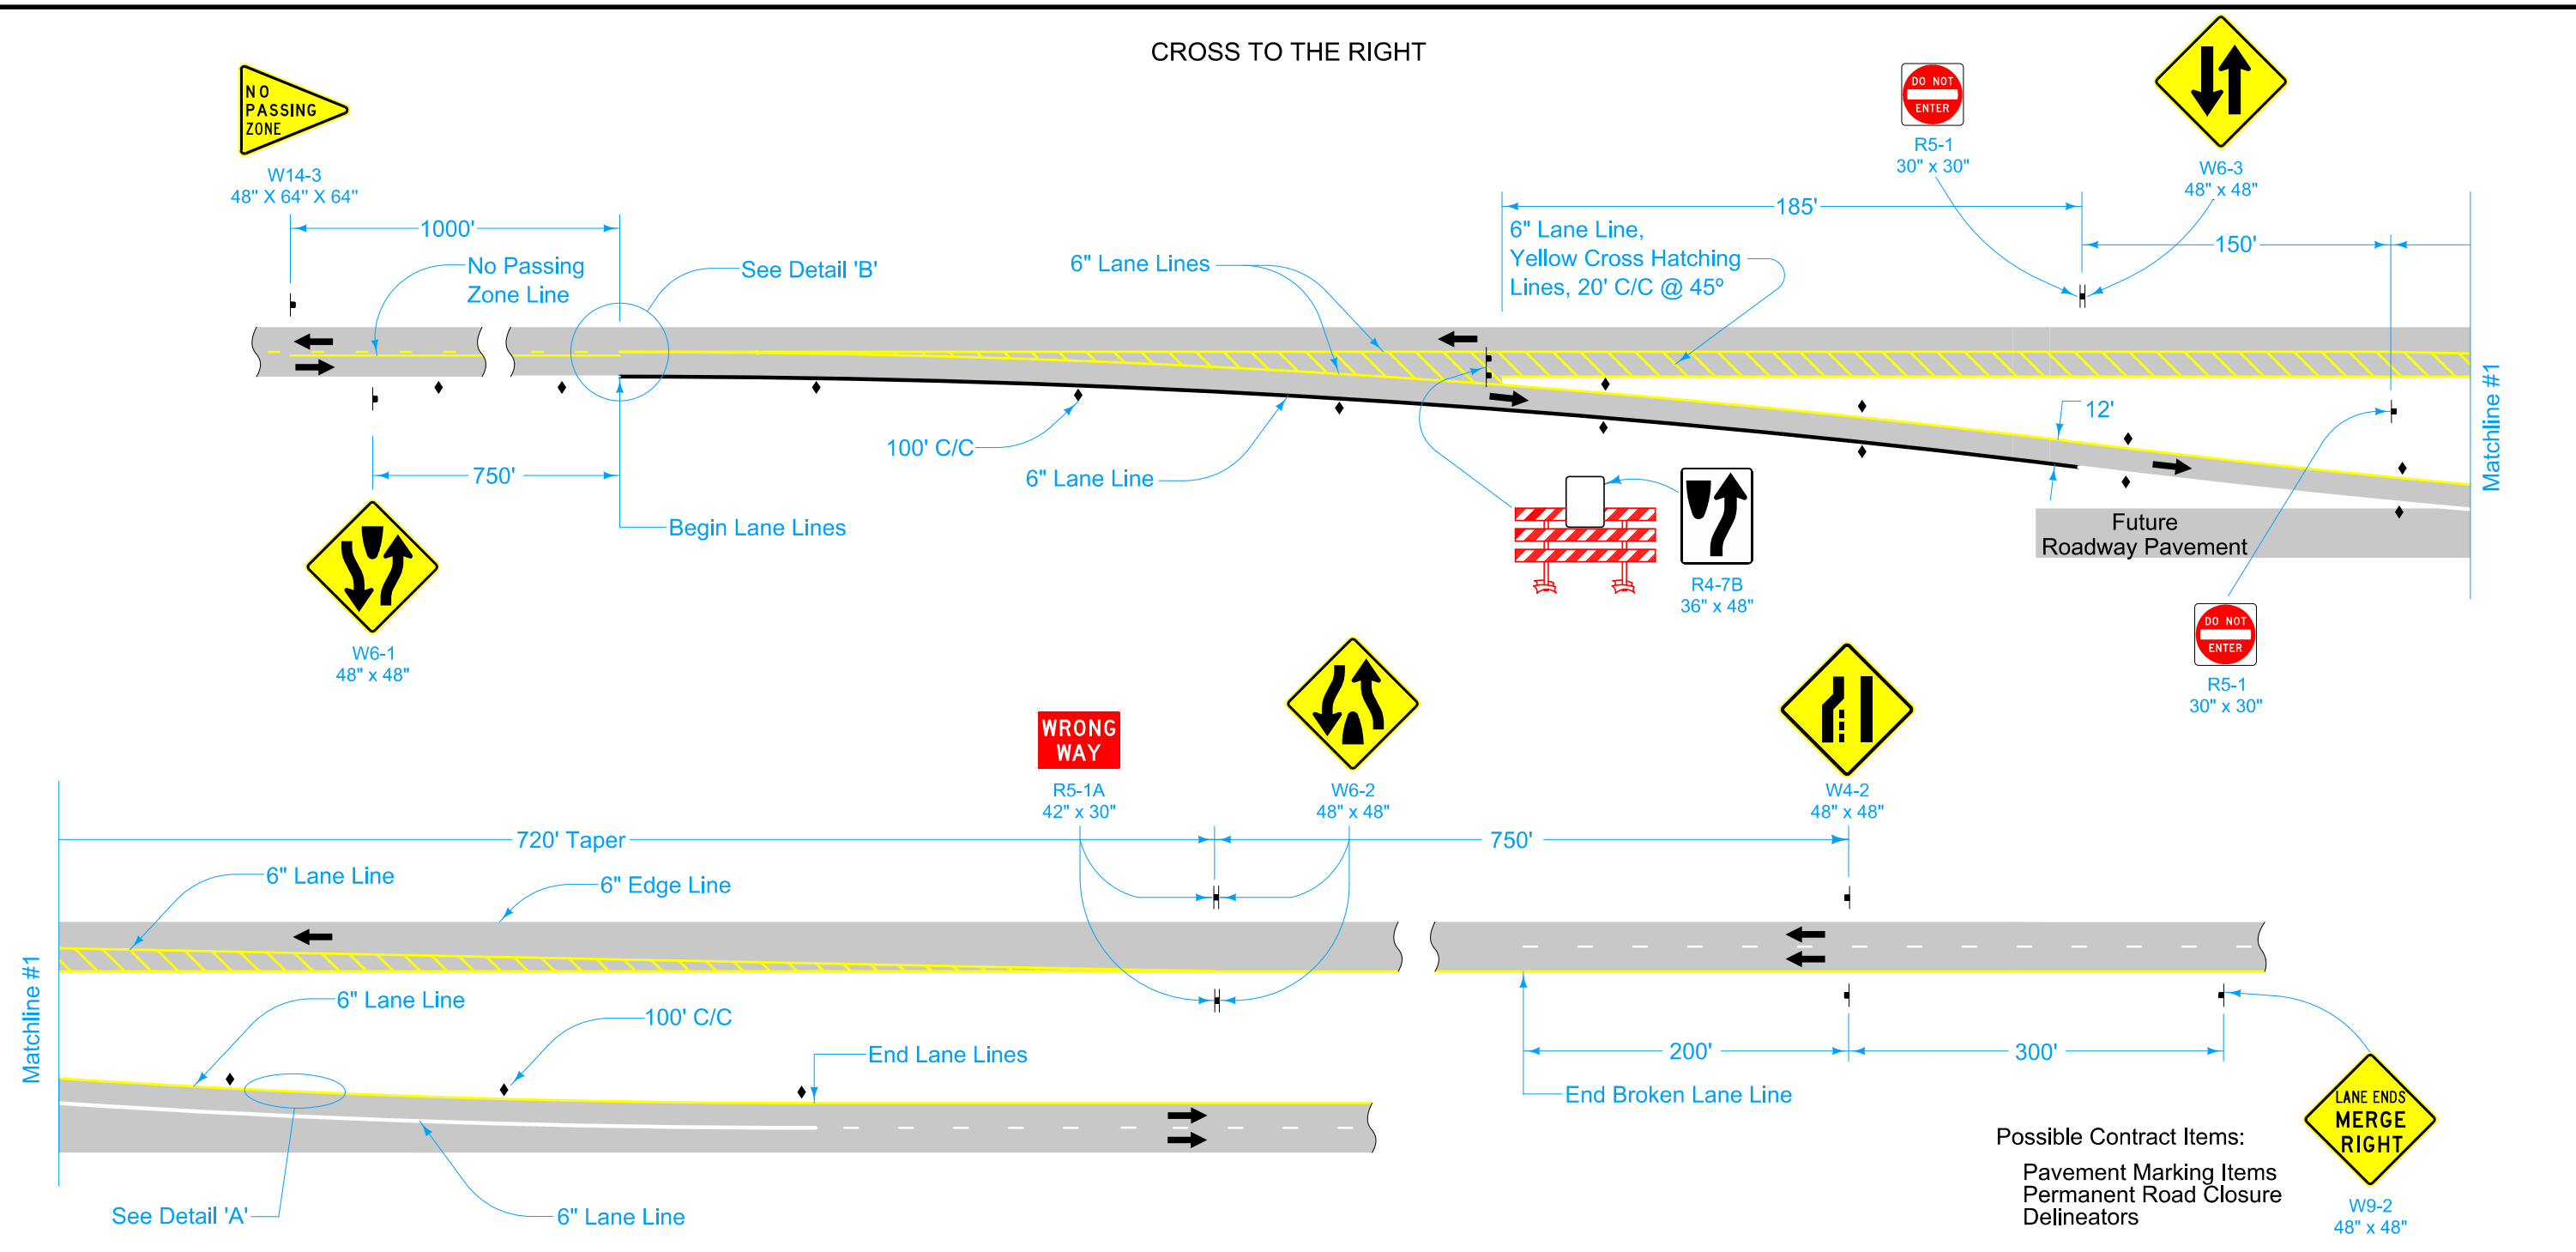 CROSS TO THE RIGHT
NO
PASSING
ZONE
W14-3
48" X 64" X 64"
DO NOT
ENTER
R5-1
30" x 30"
W6-3
48" x 48"
1000'
185'
150'
No Passing
Zone Line
See Detail 'B'
6" Lane Lines
6" Lane Line,
Yellow Cross Hatching
Lines, 20' C/C @ 45º
12'
Matchline #1
100' C/C
6" Lane Line
750'
Begin Lane Lines
W6-1
48" x 48"
R4-7B
36" x 48"
Future
Roadway Pavement
DO NOT
ENTER
R5-1
30" x 30"
WRONG
WAY
R5-1A
42" x 30"
W6-2
48" x 48"
W4-2
48" x 48"
720' Taper
750'
6" Lane Line
6" Edge Line
Matchline #1
6" Lane Line
100' C/C
End Lane Lines
200'
300'
End Broken Lane Line
See Detail 'A'
6" Lane Line
LANE ENDS
MERGE
RIGHT
W9-2
48" x 48"
Possible Contract Items:
Pavement Marking Items
Permanent Road Closure
Delineators